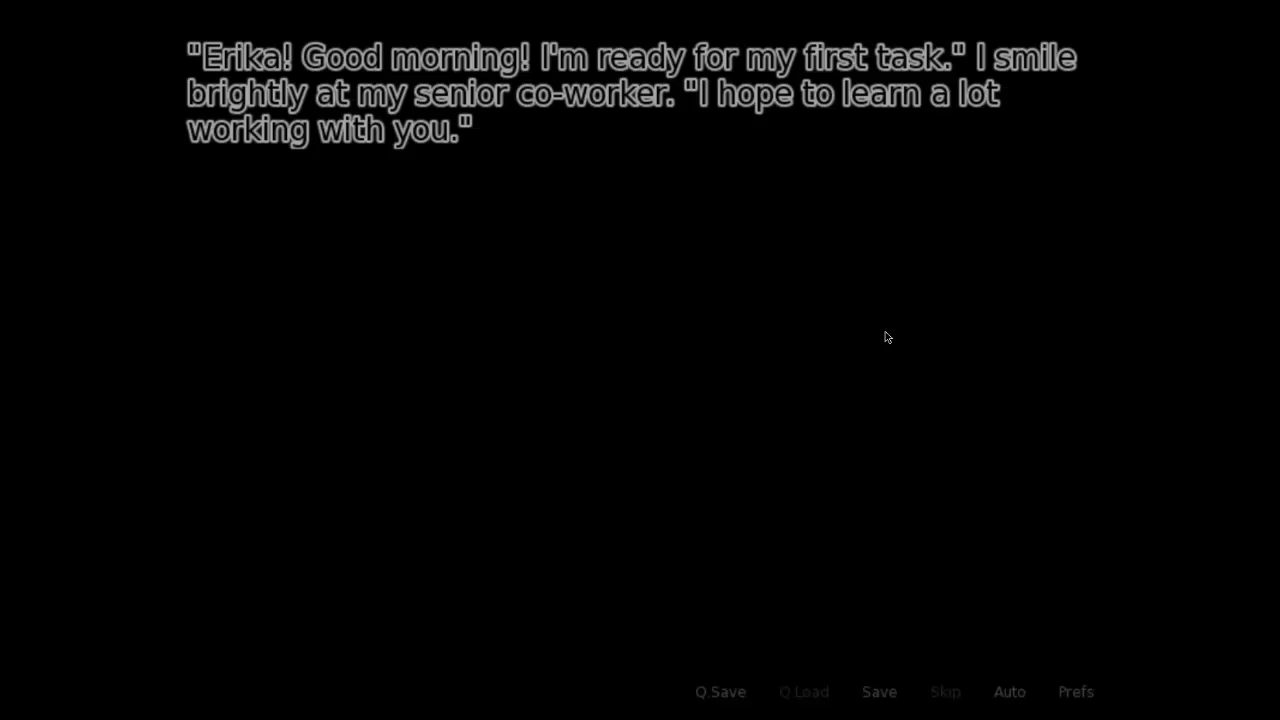 "Erika! Good morning! I'm ready for my first task." I smile
brightly at my senior co-worker. "I hope to learn a lot
working with you."
Q.Save Q.Load Save Skip Auto Prefs